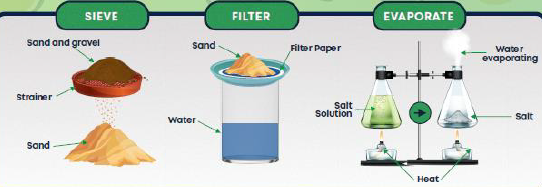 SIEVE
Sand and gravel
Strainer
Sand
FILTER
Sand
Filter Paper
Water
EVAPORATE
Water
evaporating
Salt
Solution
Salt
Heat